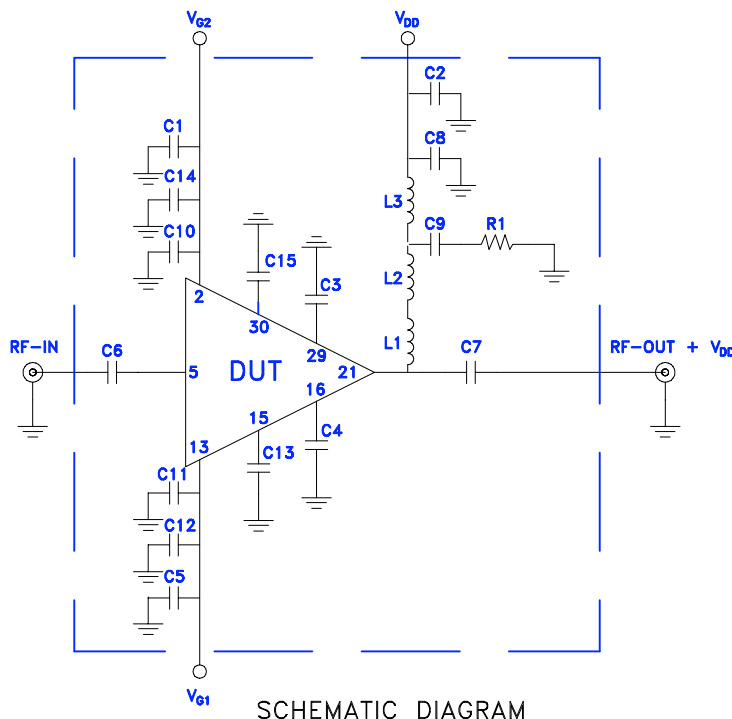 VG2
VDD
C2
C1
C8
C14
L3
C9
R1
C10
C15
C3
L2
2
30
RF-IN
C6
29
L1
C7
RF-OUT + VDD
5
DUT
21
16
15
13
C4
C13
C11
C12
C5
VG1
SCHEMATIC DIAGRAM